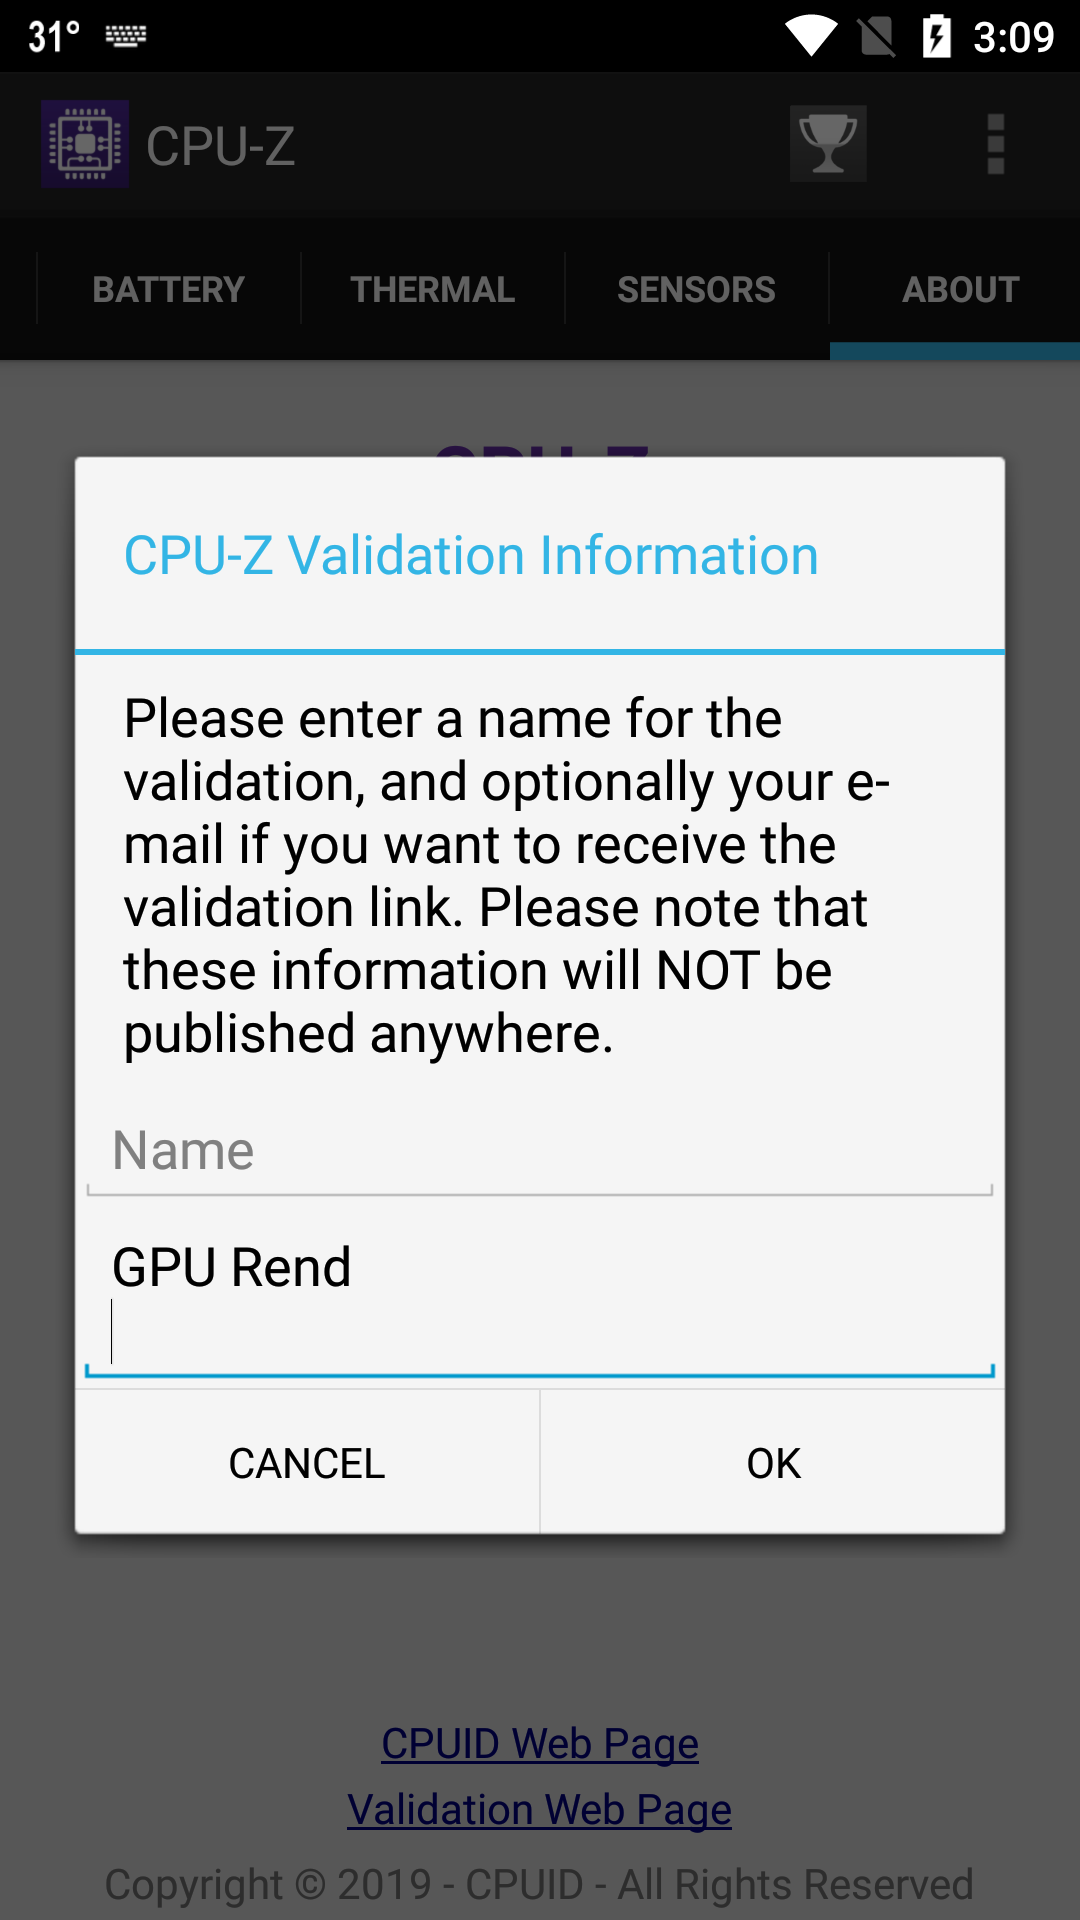 31°
3:09
CPU-Z
BATTERY
THERMAL
SENSORS
ABOUT
CPU-Z
CPU-Z Validation Information
Please enter a name for the
validation, and optionally your e-
mail if you want to receive the
validation link. Please note that
these information will NOT be
published anywhere.
Name
GPU Rend
CANCEL
OK
CPUID Web Page
Validation Web Page
Copyright © 2019 - CPUID - All Rights Reserved